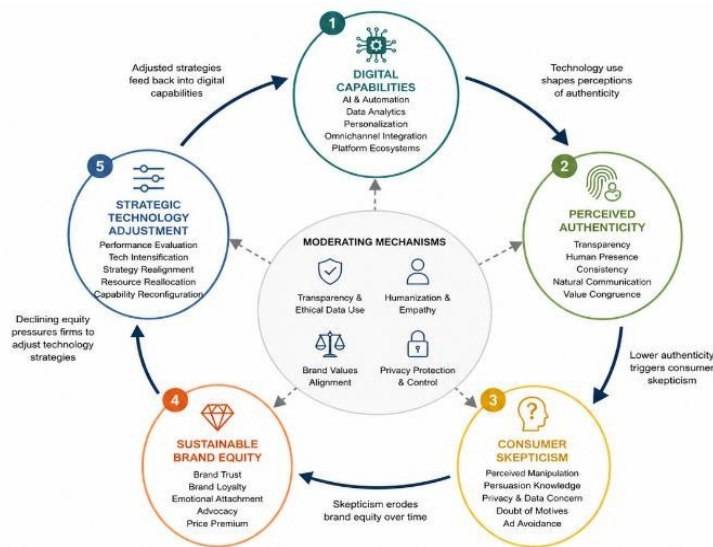 1
DIGITAL
CAPABILITIES
AI & Automation
Data Analytics
Personalization
Omnichannel Integration
Platform Ecosystems
Technology use
shapes perceptions
of authenticity
2
PERCEIVED
AUTHENTICITY
Transparency
Human Presence
Consistency
Natural Communication
Value Congruence
Lower authenticity
triggers consumer
skepticism
3
?
CONSUMER
SKEPTICISM
Perceived Manipulation
Persuasion Knowledge
Privacy & Data Concern
Doubt of Motives
Ad Avoidance
Skepticism erodes
brand equity over time
4
SUSTAINABLE
BRAND EQUITY
Brand Trust
Brand Loyalty
Emotional Attachment
Advocacy
Price Premium
Declining equity
pressures firms to
adjust technology
strategies
5
STRATEGIC
TECHNOLOGY
ADJUSTMENT
Performance Evaluation
Tech Intensification
Strategy Realignment
Resource Reallocation
Capability Reconfiguration
Adjusted strategies
feed back into digital
capabilities
MODERATING MECHANISMS
Transparency &
Ethical Data Use
Humanization &
Empathy
Brand Values
Alignment
Privacy Protection
& Control